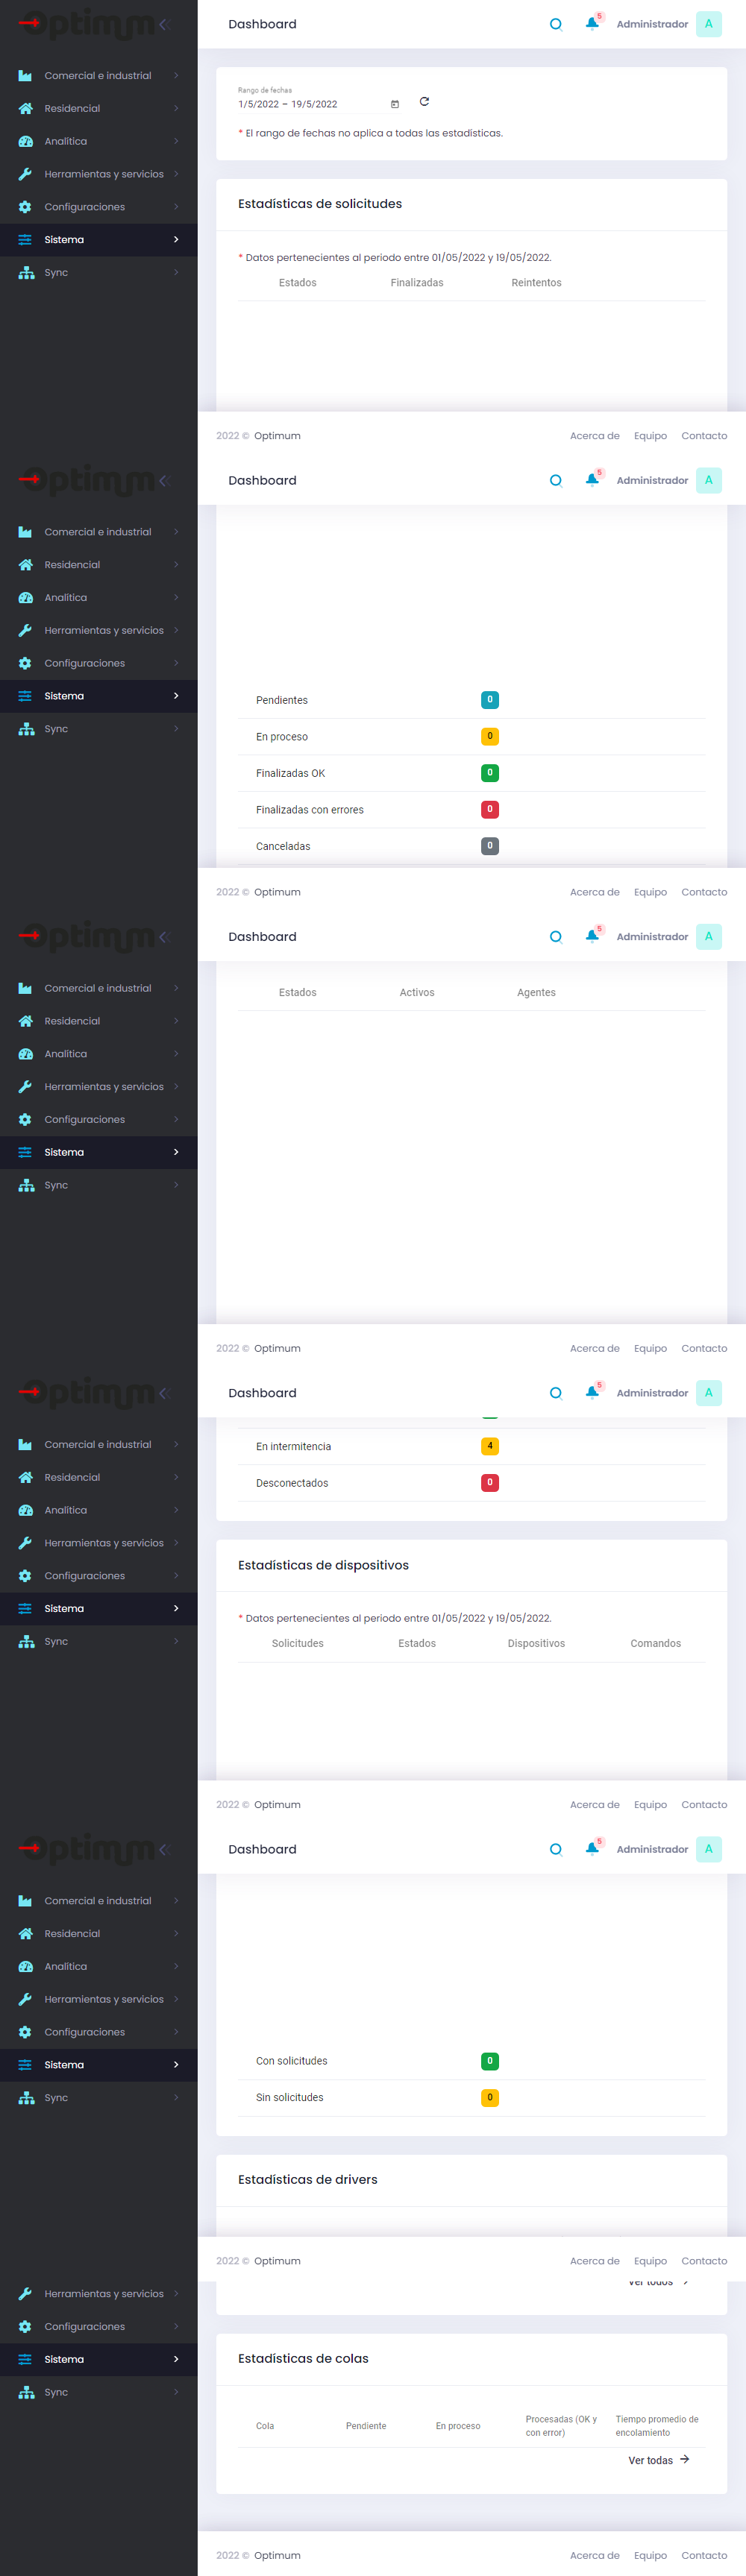 Optimum
Dashboard
5
Administrador
A
Comercial e industrial
Residencial
Analítica
Herramientas y servicios
Configuraciones
Sistema
Sync
Rango de fechas
1/5/2022 – 19/5/2022
* El rango de fechas no aplica a todas las estadísticas.
Estadísticas de solicitudes
* Datos pertenecientes al periodo entre 01/05/2022 y 19/05/2022.
Estados Finalizadas Reintentos
2022 © Optimum
Acerca de Equipo Contacto
Optimum
Dashboard
5
Administrador
A
Comercial e industrial
Residencial
Analítica
Herramientas y servicios
Configuraciones
Sistema
Sync
Pendientes 0
En proceso 0
Finalizadas OK 0
Finalizadas con errores 0
Canceladas 0
2022 © Optimum
Acerca de Equipo Contacto
Optimum
Dashboard
5
Administrador
A
Comercial e industrial
Residencial
Analítica
Herramientas y servicios
Configuraciones
Sistema
Sync
Estados Activos Agentes
2022 © Optimum
Acerca de Equipo Contacto
Optimum
Dashboard
5
Administrador
A
Comercial e industrial
Residencial
Analítica
Herramientas y servicios
Configuraciones
Sistema
Sync
En intermitencia 4
Desconectados 0
Estadísticas de dispositivos
* Datos pertenecientes al periodo entre 01/05/2022 y 19/05/2022.
Solicitudes Estados Dispositivos Comandos
2022 © Optimum
Acerca de Equipo Contacto
Optimum
Dashboard
5
Administrador
A
Comercial e industrial
Residencial
Analítica
Herramientas y servicios
Configuraciones
Sistema
Sync
Con solicitudes 0
Sin solicitudes 0
Estadísticas de drivers
2022 © Optimum
Acerca de Equipo Contacto
Herramientas y servicios
Configuraciones
Sistema
Sync
Ver todos
Estadísticas de colas
Cola Pendiente En proceso Procesadas (OK y con error) Tiempo promedio de encolamiento
Ver todas
2022 © Optimum
Acerca de Equipo Contacto